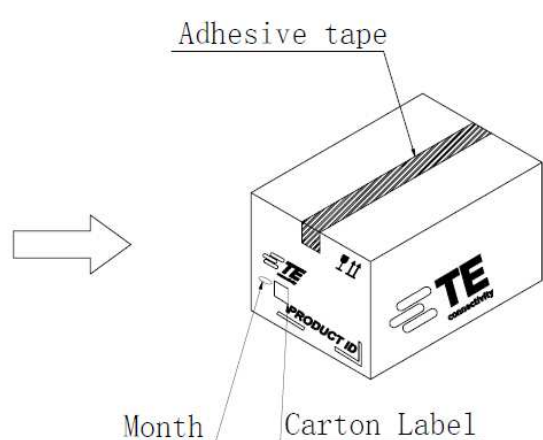 Adhesive tape
TE
TE
connectivity
PRODUCT ID
Month
Carton Label